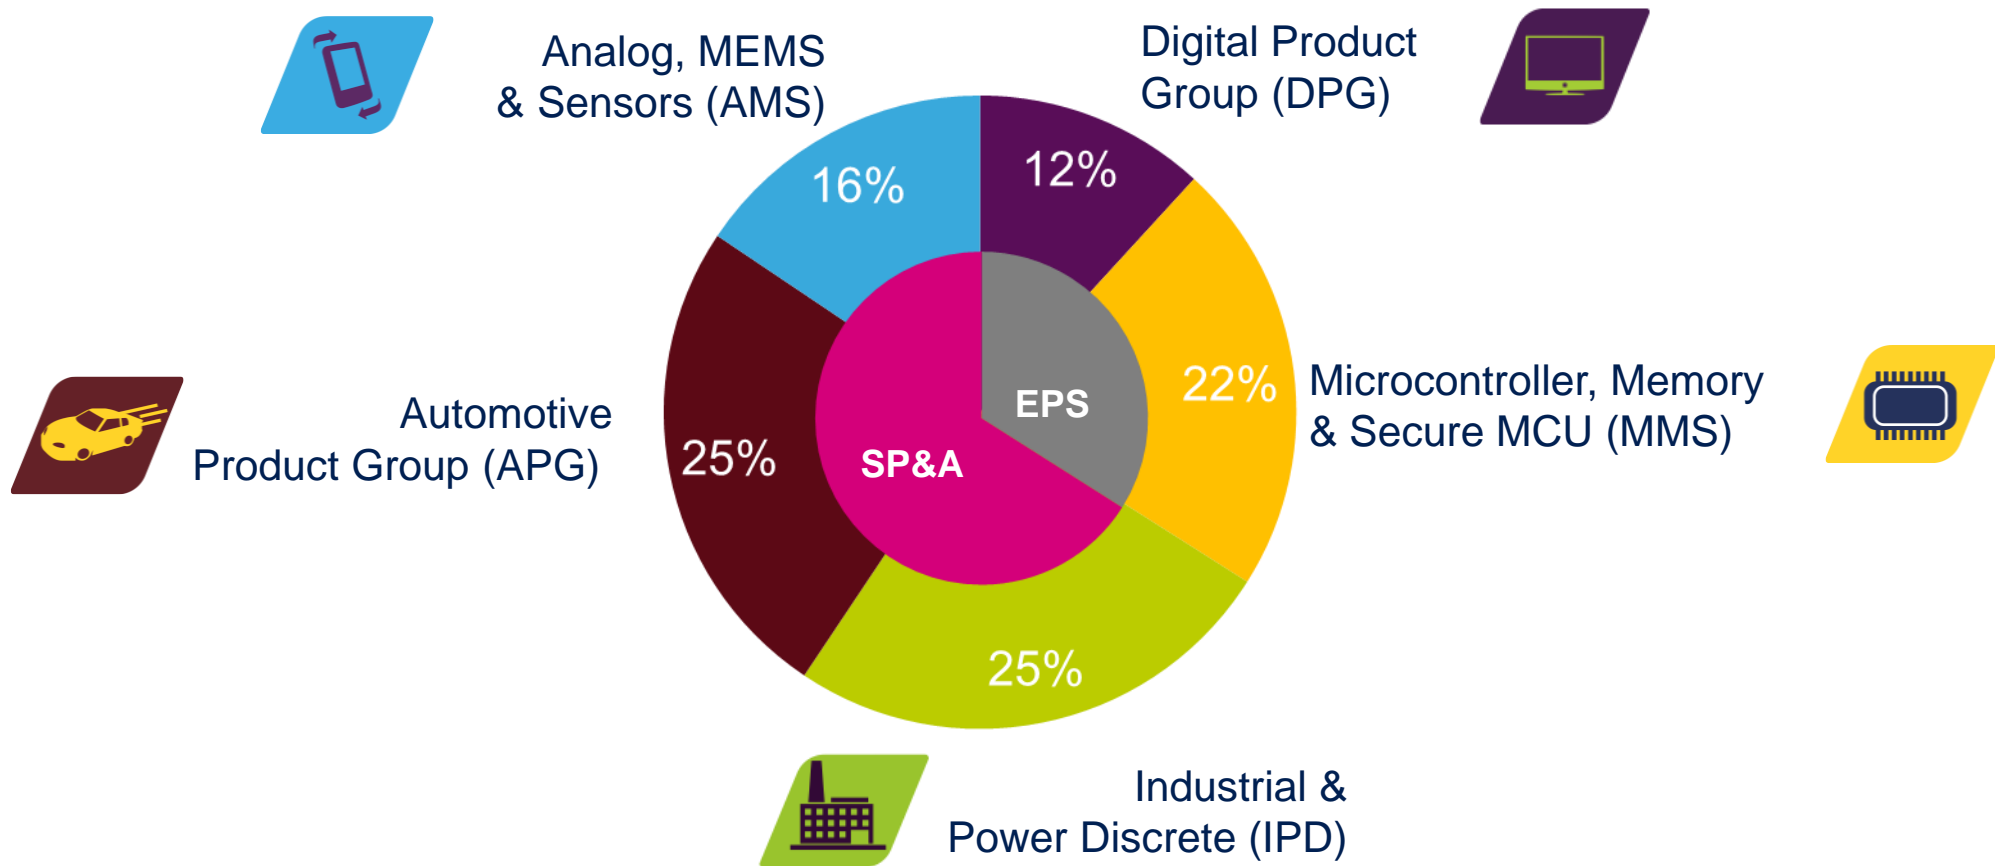 Analog, MEMS
& Sensors (AMS)
Digital Product
Group (DPG)
16%
12%
Automotive
Product Group (APG)
25%
SP&A
EPS
22%
Microcontroller, Memory
& Secure MCU (MMS)
25%
Industrial &
Power Discrete (IPD)